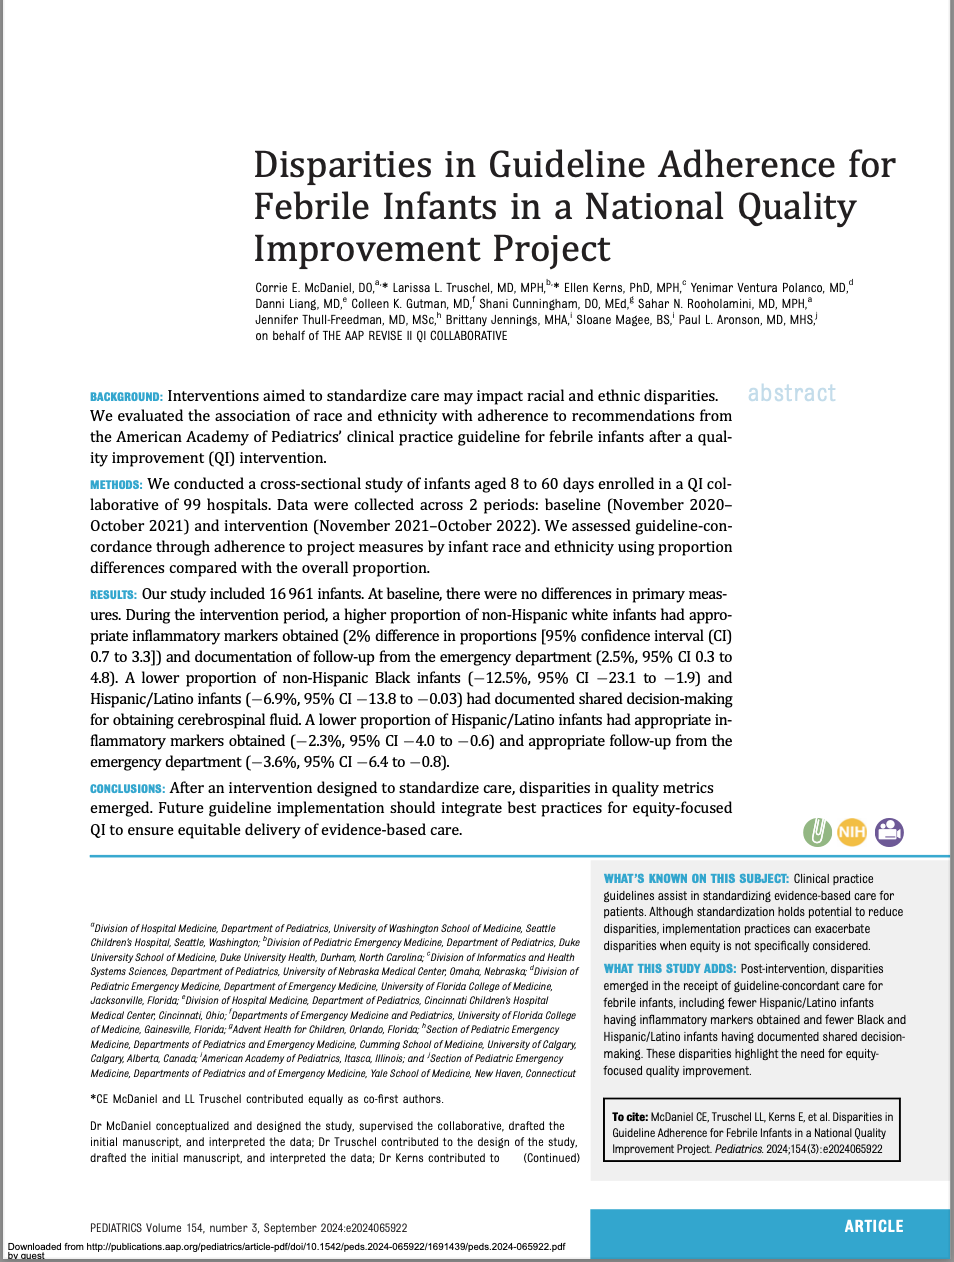 Disparities in Guideline Adherence for
Febrile Infants in a National Quality
Improvement Project
Corrie E. McDaniel, DO,a,* Larissa L. Truschel, MD, MPH,b,* Ellen Kerns, PhD, MPH,c Yenimar Ventura Polanco, MD,d
Danni Liang, MD,e Colleen K. Gutman, MD,f Shani Cunningham, DO, MEd,g Sahar N. Rooholamini, MD, MPH,a
Jennifer Thull-Freedman, MD, MSc,h Brittany Jennings, MHA,i Sloane Magee, BS,i Paul L. Aronson, MD, MHS,j
on behalf of THE AAP REVISE II QI COLLABORATIVE
abstract
BACKGROUND: Interventions aimed to standardize care may impact racial and ethnic disparities.
We evaluated the association of race and ethnicity with adherence to recommendations from
the American Academy of Pediatrics' clinical practice guideline for febrile infants after a qual-
ity improvement (QI) intervention.
METHODS: We conducted a cross-sectional study of infants aged 8 to 60 days enrolled in a QI col-
laborative of 99 hospitals. Data were collected across 2 periods: baseline (November 2020–
October 2021) and intervention (November 2021–October 2022). We assessed guideline-con-
cordance through adherence to project measures by infant race and ethnicity using proportion
differences compared with the overall proportion.
RESULTS: Our study included 16 961 infants. At baseline, there were no differences in primary meas-
ures. During the intervention period, a higher proportion of non-Hispanic white infants had appro-
priate inflammatory markers obtained (2% difference in proportions [95% confidence interval (CI)
0.7 to 3.3]) and documentation of follow-up from the emergency department (2.5%, 95% CI 0.3 to
4.8). A lower proportion of non-Hispanic Black infants (−12.5%, 95% CI −23.1 to −1.9) and
Hispanic/Latino infants (−6.9%, 95% CI −13.8 to −0.03) had documented shared decision-making
for obtaining cerebrospinal fluid. A lower proportion of Hispanic/Latino infants had appropriate in-
flammatory markers obtained (−2.3%, 95% CI −4.0 to −0.6) and appropriate follow-up from the
emergency department (−3.6%, 95% CI −6.4 to −0.8).
CONCLUSIONS: After an intervention designed to standardize care, disparities in quality metrics
emerged. Future guideline implementation should integrate best practices for equity-focused
QI to ensure equitable delivery of evidence-based care.
NIH
aDivision of Hospital Medicine, Department of Pediatrics, University of Washington School of Medicine, Seattle
Children's Hospital, Seattle, Washington; bDivision of Pediatric Emergency Medicine, Department of Pediatrics, Duke
University School of Medicine, Duke University Health, Durham, North Carolina; cDivision of Informatics and Health
Systems Sciences, Department of Pediatrics, University of Nebraska Medical Center, Omaha, Nebraska; dDivision of
Pediatric Emergency Medicine, Department of Emergency Medicine, University of Florida College of Medicine,
Jacksonville, Florida; eDivision of Hospital Medicine, Department of Pediatrics, Cincinnati Children's Hospital
Medical Center, Cincinnati, Ohio; fDepartments of Emergency Medicine and Pediatrics, University of Florida College
of Medicine, Gainesville, Florida; gAdvent Health for Children, Orlando, Florida; hSection of Pediatric Emergency
Medicine, Departments of Pediatrics and Emergency Medicine, Cumming School of Medicine, University of Calgary,
Calgary, Alberta, Canada; iAmerican Academy of Pediatrics, Itasca, Illinois; and jSection of Pediatric Emergency
Medicine, Departments of Pediatrics and of Emergency Medicine, Yale School of Medicine, New Haven, Connecticut
*CE McDaniel and LL Truschel contributed equally as co-first authors.
Dr McDaniel conceptualized and designed the study, supervised the collaborative, drafted the
initial manuscript, and interpreted the data; Dr Truschel contributed to the design of the study,
drafted the initial manuscript, and interpreted the data; Dr Kerns contributed to (Continued)
WHAT'S KNOWN ON THIS SUBJECT: Clinical practice
guidelines assist in standardizing evidence-based care for
patients. Although standardization holds potential to reduce
disparities, implementation practices can exacerbate
disparities when equity is not specifically considered.
WHAT THIS STUDY ADDS: Post-intervention, disparities
emerged in the receipt of guideline-concordant care for
febrile infants, including fewer Hispanic/Latino infants
having inflammatory markers obtained and fewer Black and
Hispanic/Latino infants having documented shared decision-
making. These disparities highlight the need for equity-
focused quality improvement.
To cite: McDaniel CE, Truschel LL, Kerns E, et al. Disparities in
Guideline Adherence for Febrile Infants in a National Quality
Improvement Project. Pediatrics. 2024;154(3):e2024065922
PEDIATRICS Volume 154, number 3, September 2024:e2024065922
ARTICLE
Downloaded from http://publications.aap.org/pediatrics/article-pdf/doi/10.1542/peds.2024-065922/1691439/peds.2024-065922.pdf
by guest